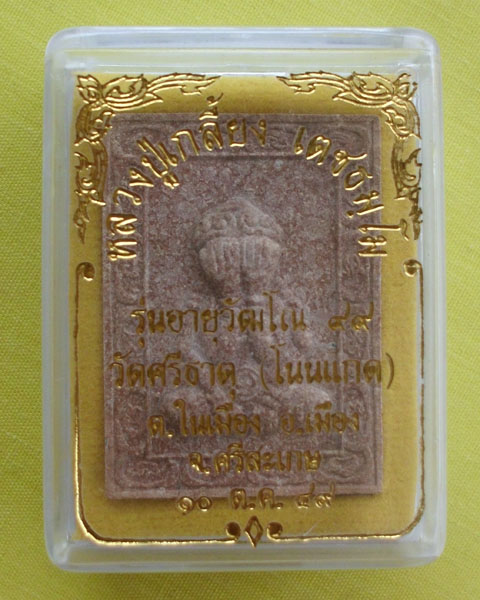 หลวงปู่เกลี้ยง เตชธมฺโม
รุ่นอายุวัฒโน ๙๙
วัดศรีธาตุ (โนนแกด)
ต.ในเมือง อ.เมือง
จ.ศรีสะเกษ
๑๐ ต.ค. ๔๙